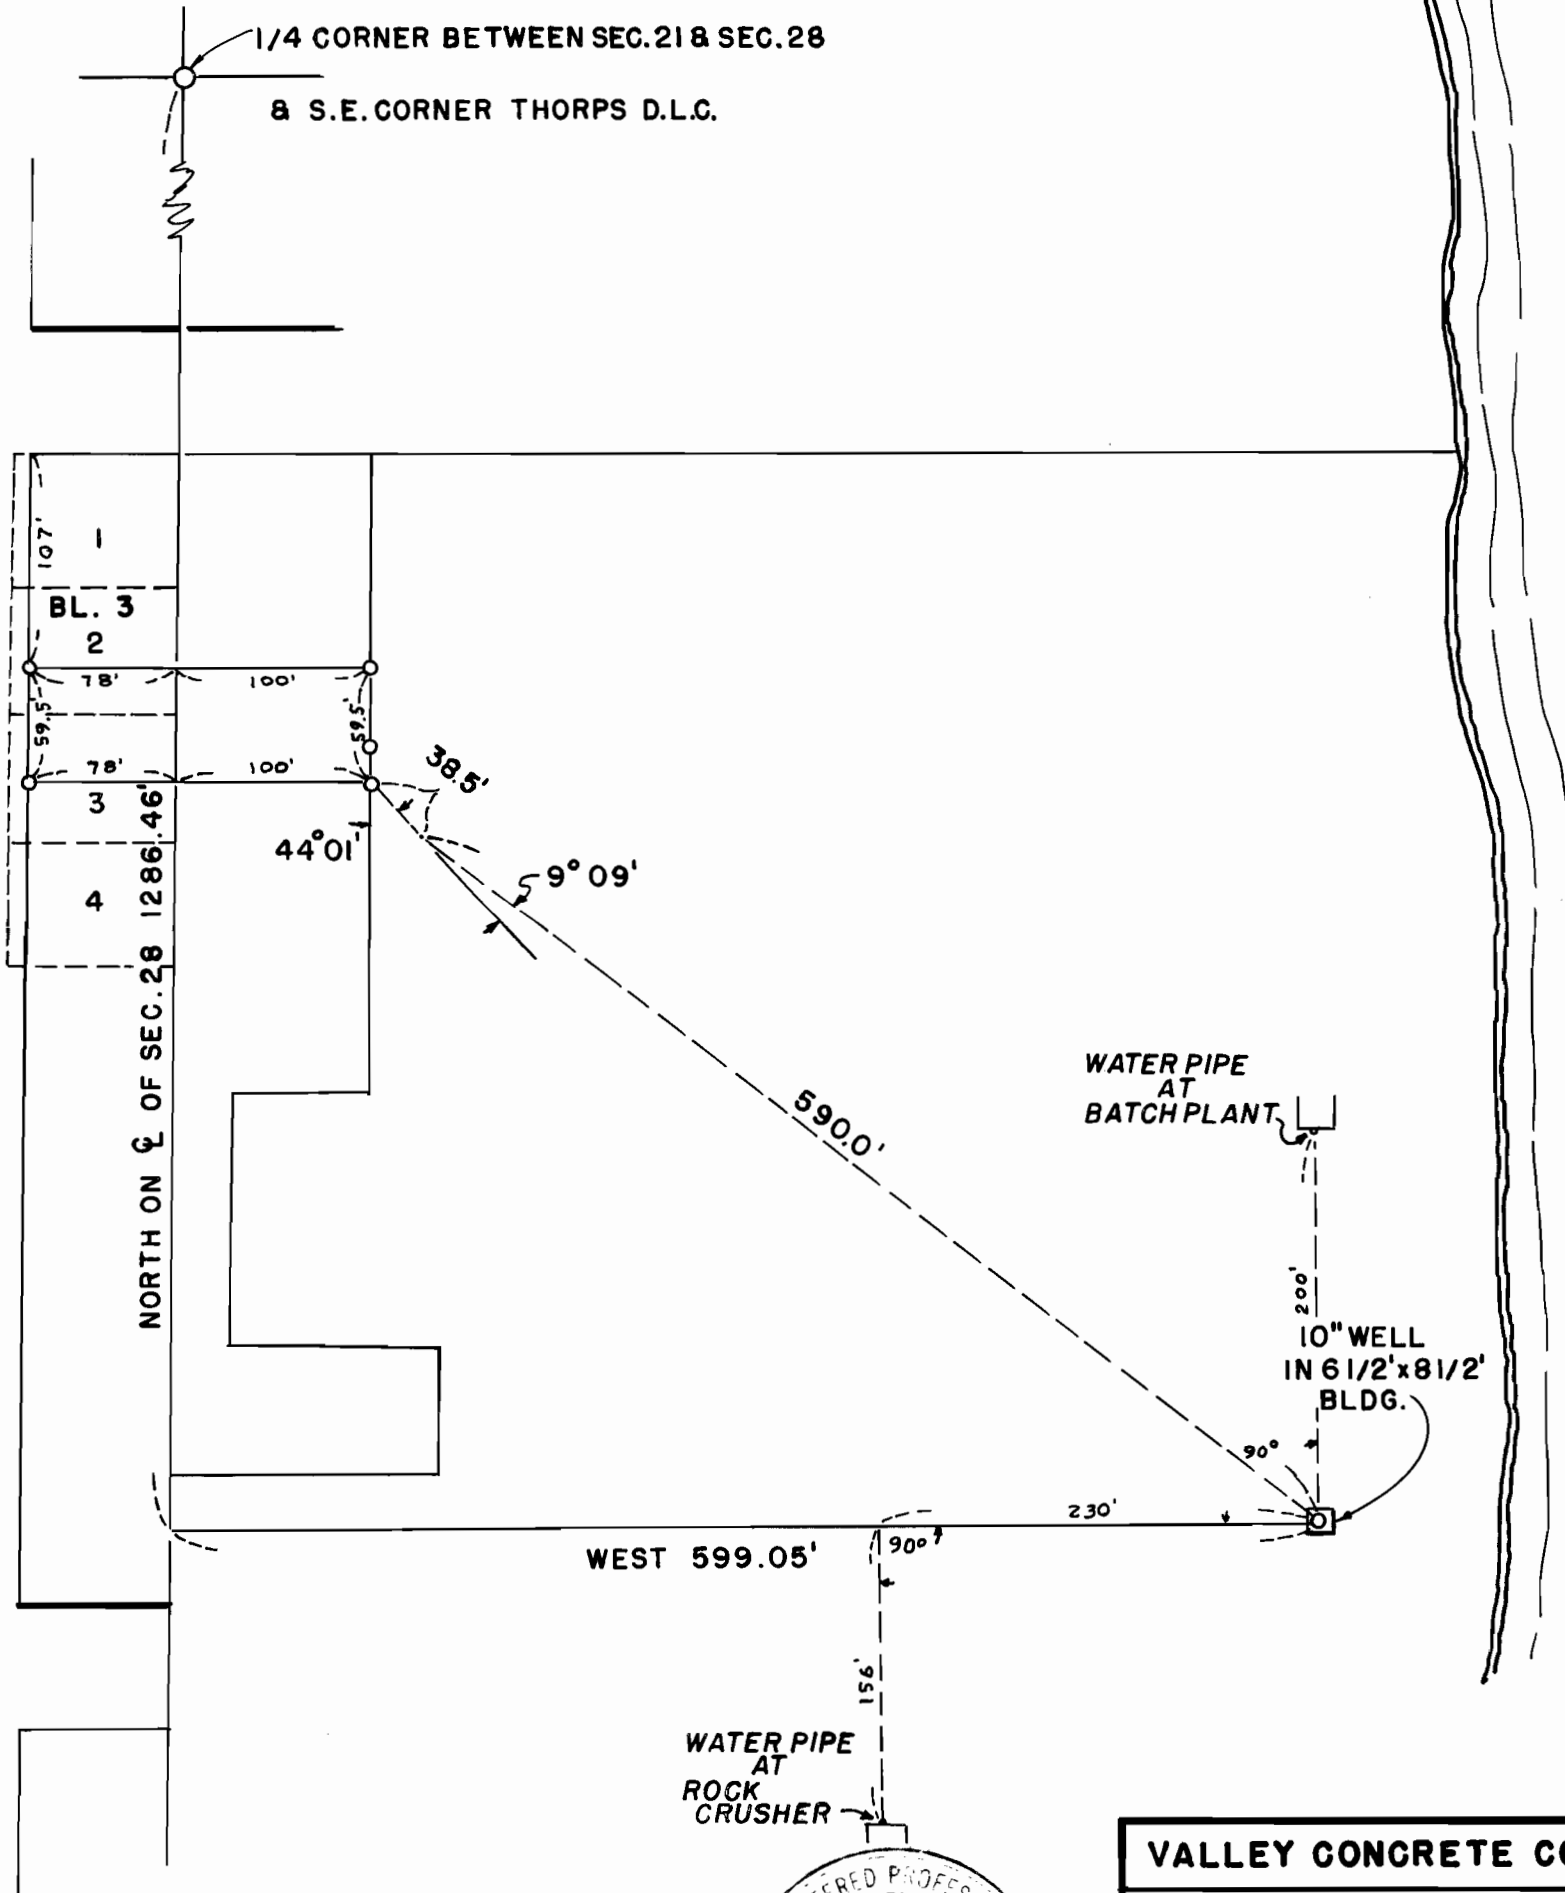 1/4 CORNER BETWEEN SEC. 21 & SEC. 28
& S.E. CORNER THORPS D.L.C.
107'
1
BL. 3
2
78'
100'
59.5'
59.5'
78'
100'
38.5'
3
44°01'
9°09'
4
NORTH ON ℄ OF SEC. 28 1286.46'
590.0'
WATER PIPE
AT
BATCH PLANT
200'
10" WELL
IN 6 1/2' x 8 1/2'
BLDG.
90°
230'
WEST 599.05'
90°
156'
WATER PIPE
AT
ROCK
CRUSHER
VALLEY CONCRETE